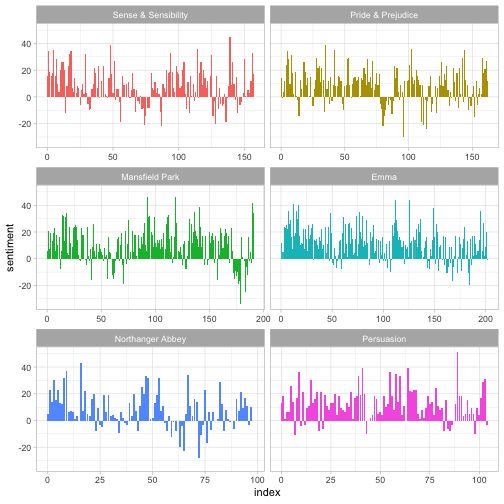 Sense & Sensibility
Pride & Prejudice
40
20
0
-20
0 50 100 150
0 50 100 150
Mansfield Park
Emma
40
20
0
-20
0 50 100 150 200
0 50 100 150 200
Northanger Abbey
Persuasion
40
20
0
-20
0 25 50 75 100
0 25 50 75 100
sentiment
index